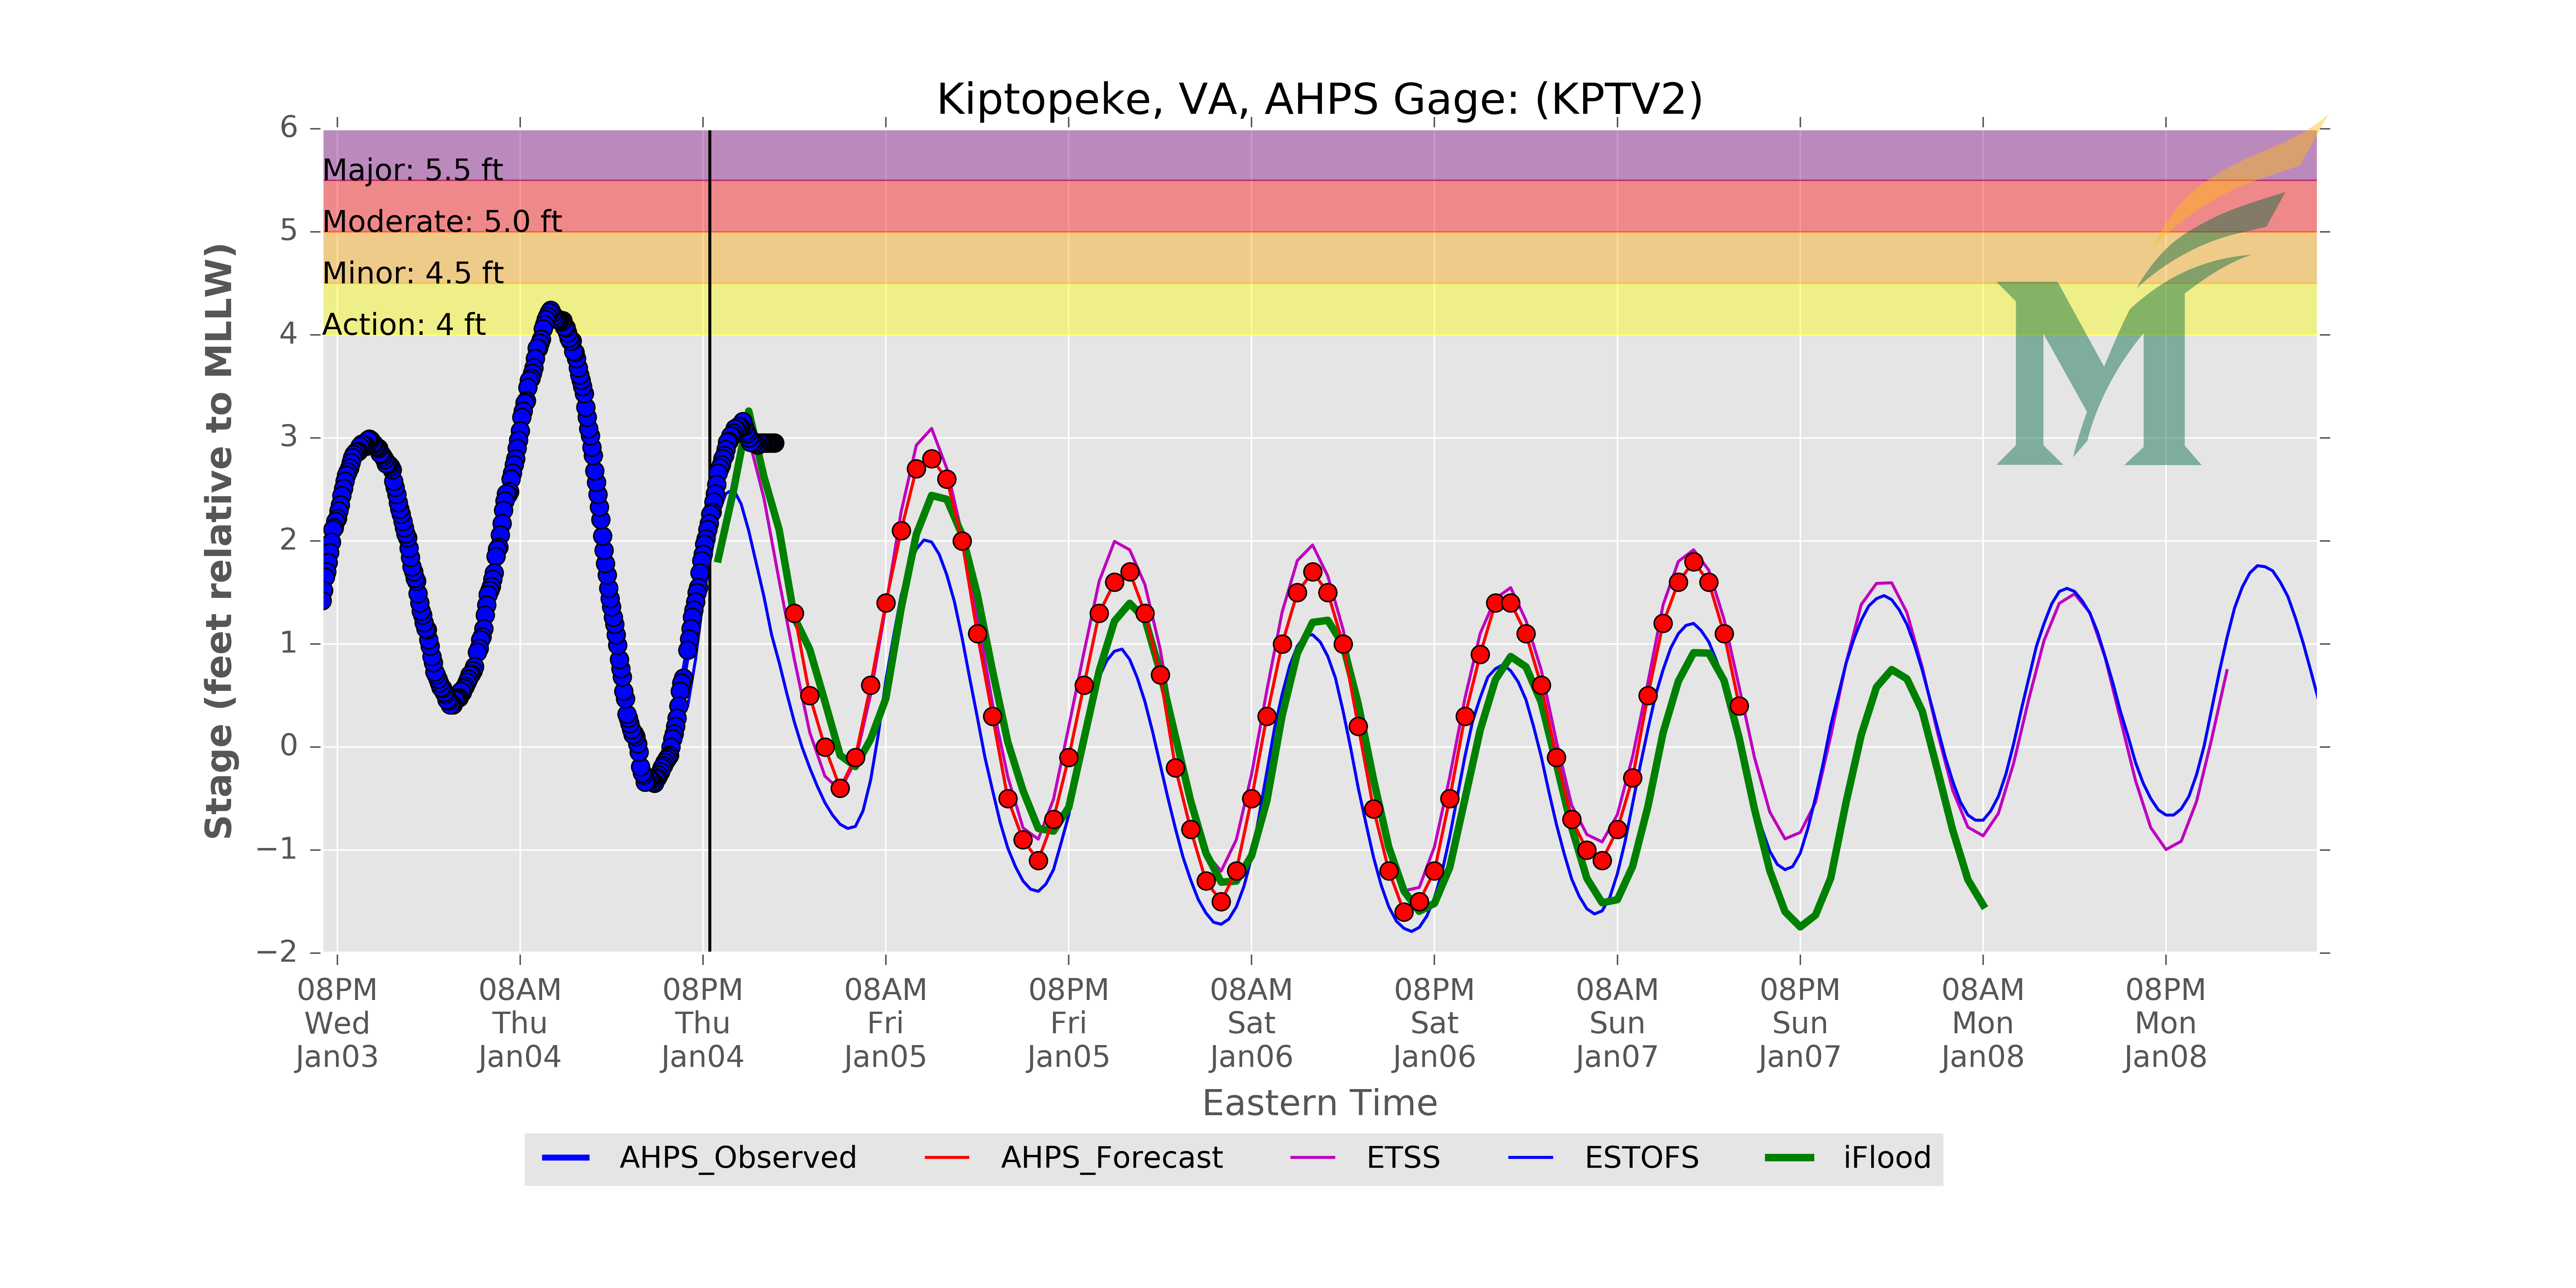 Kiptopeke, VA, AHPS Gage: (KPTV2)
6
5
4
3
2
1
0
−1
−2
Stage (feet relative to MLLW)
Major: 5.5 ft
Moderate: 5.0 ft
Minor: 4.5 ft
Action: 4 ft
M
08PM 08AM 08PM 08AM 08PM 08AM 08PM 08AM 08PM 08AM 08PM
Wed Thu Thu Fri Fri Sat Sat Sun Sun Mon Mon
Jan03 Jan04 Jan04 Jan05 Jan05 Jan06 Jan06 Jan07 Jan07 Jan08 Jan08
Eastern Time
AHPS_Observed AHPS_Forecast ETSS ESTOFS iFlood